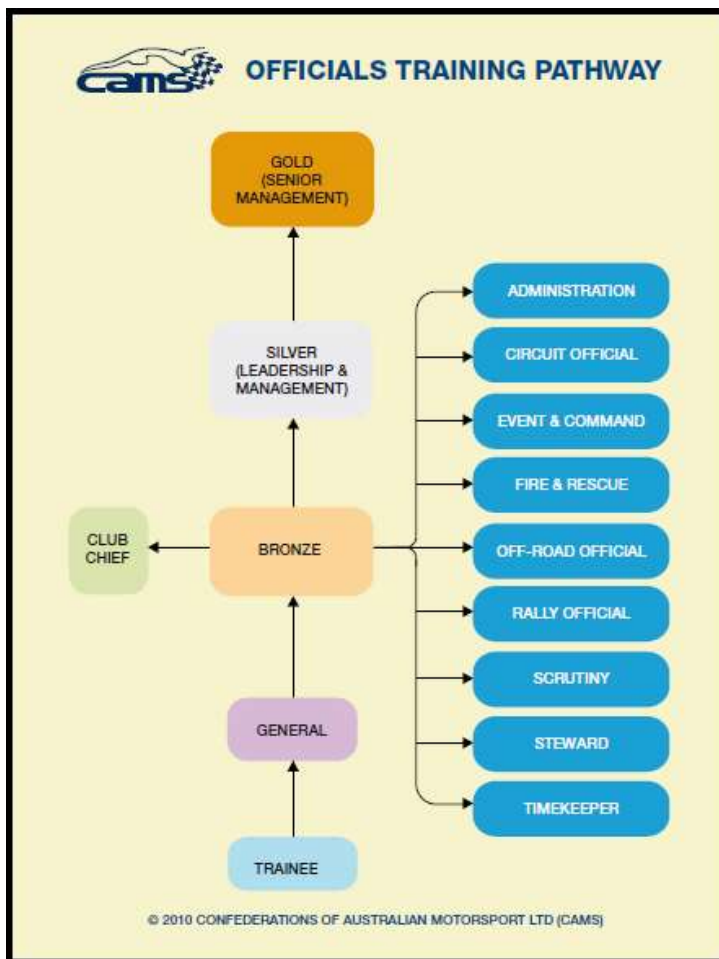 cams
OFFICIALS TRAINING PATHWAY
GOLD
(SENIOR
MANAGEMENT)
SILVER
(LEADERSHIP &
MANAGEMENT)
CLUB
CHIEF
BRONZE
GENERAL
TRAINEE
ADMINISTRATION
CIRCUIT OFFICIAL
EVENT & COMMAND
FIRE & RESCUE
OFF-ROAD OFFICIAL
RALLY OFFICIAL
SCRUTINY
STEWARD
TIMEKEEPER
© 2010 CONFEDERATIONS OF AUSTRALIAN MOTORSPORT LTD (CAMS)